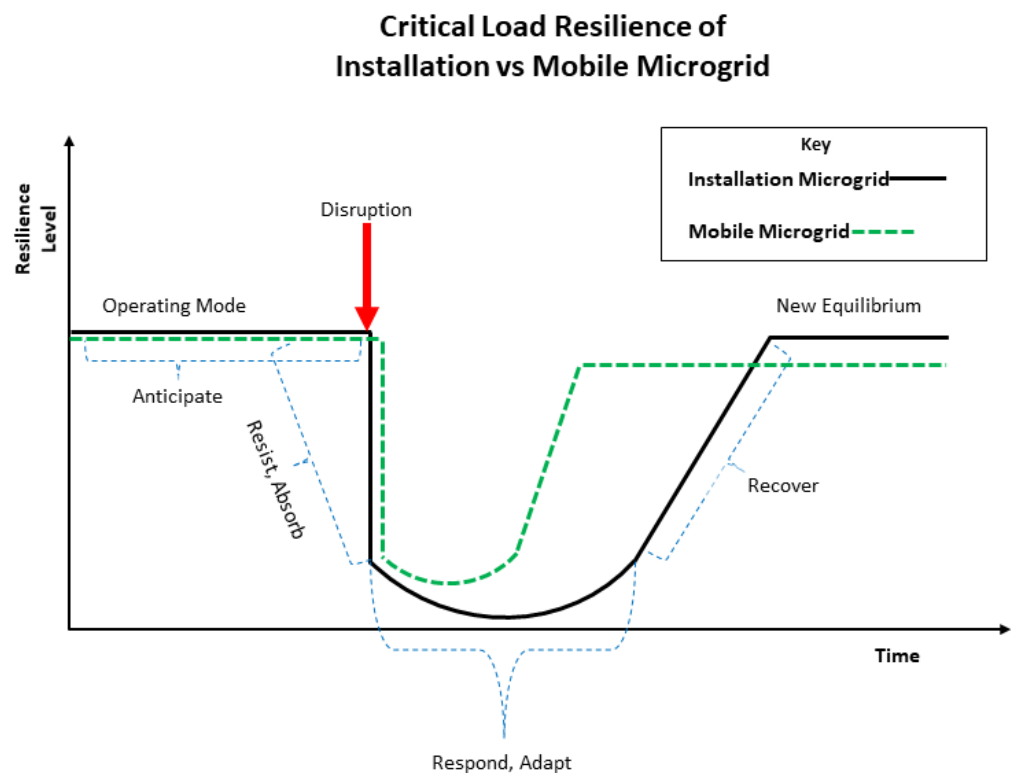 Critical Load Resilience of
Installation vs Mobile Microgrid
Key
Installation Microgrid
Mobile Microgrid
Resilience
Level
Disruption
Operating Mode
New Equilibrium
Anticipate
Resist, Absorb
Recover
Time
Respond, Adapt